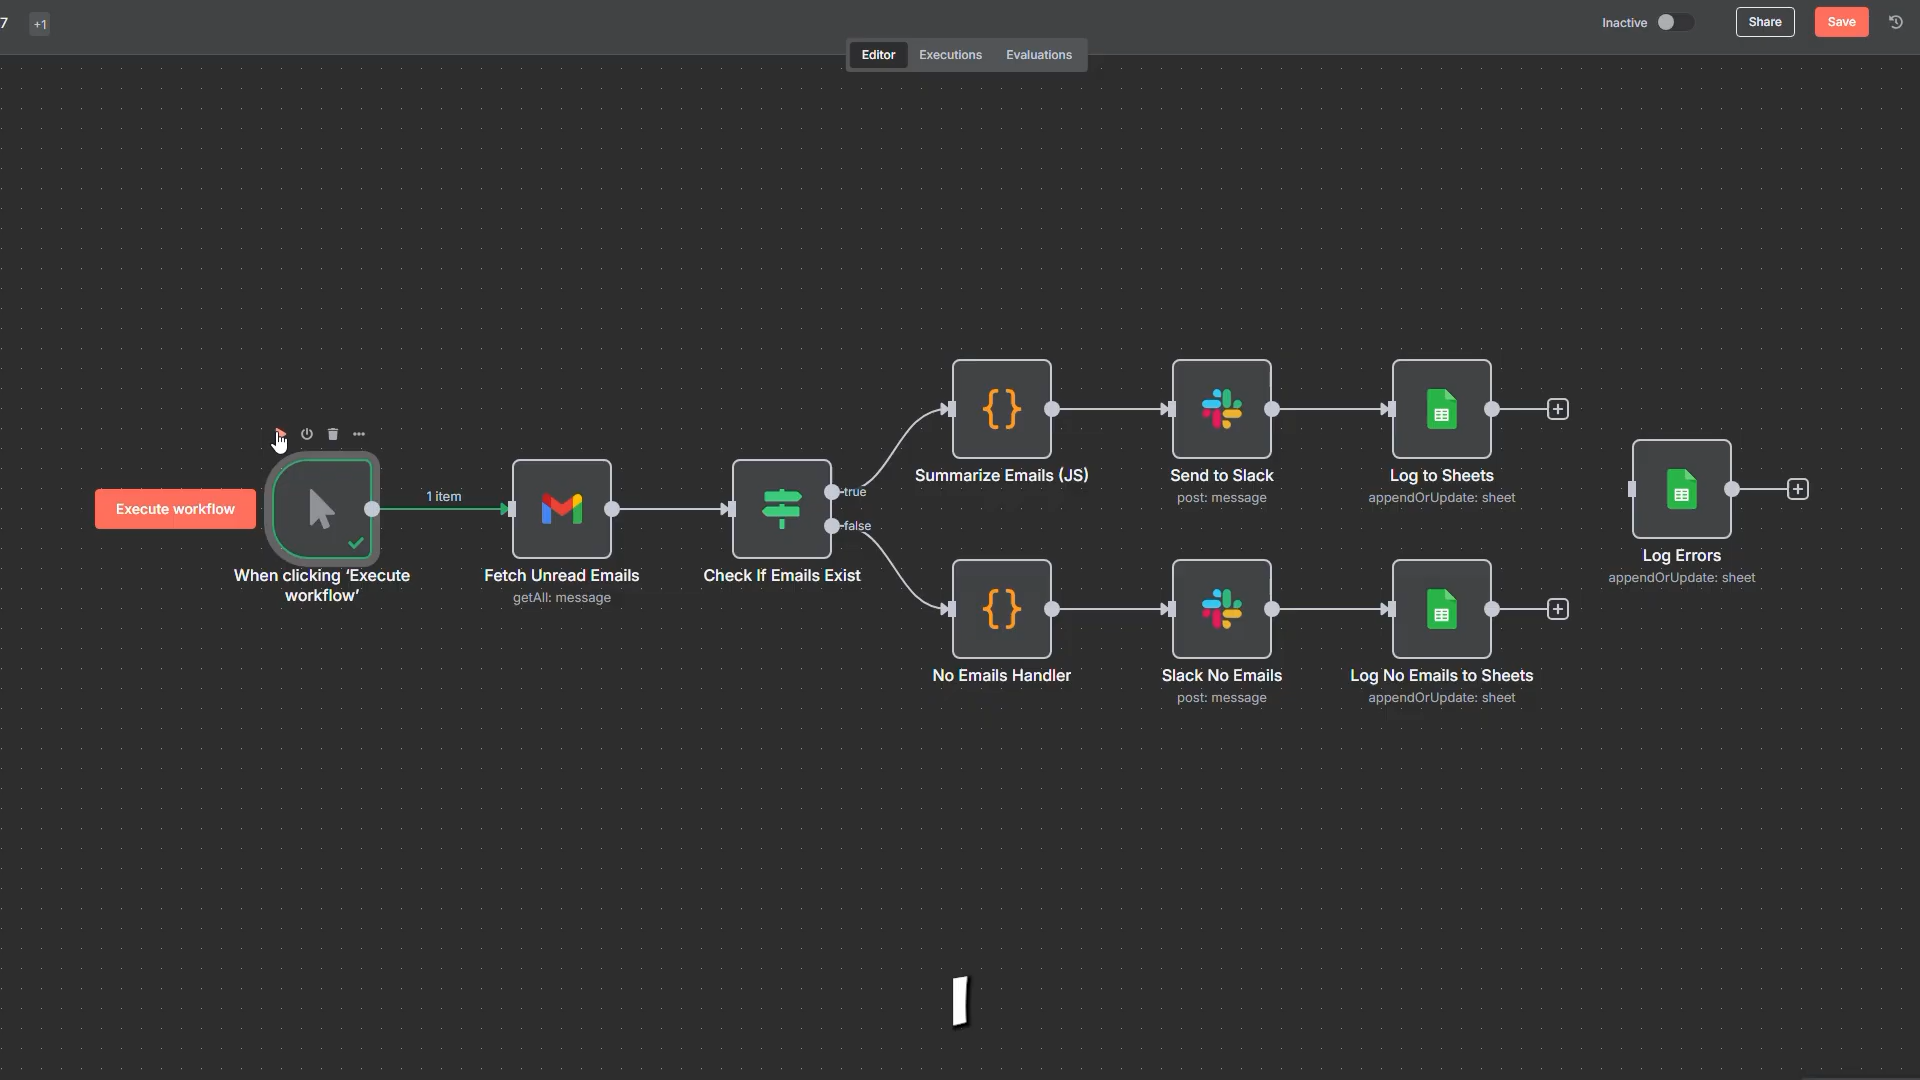 7
+1
Inactive
Share
Save
Editor
Executions
Evaluations
Execute workflow
1 item
When clicking ‘Execute
workflow’
Fetch Unread Emails
getAll: message
Check If Emails Exist
true
false
Summarize Emails (JS)
Send to Slack
post: message
Log to Sheets
appendOrUpdate: sheet
No Emails Handler
Slack No Emails
post: message
Log No Emails to Sheets
appendOrUpdate: sheet
Log Errors
appendOrUpdate: sheet
I